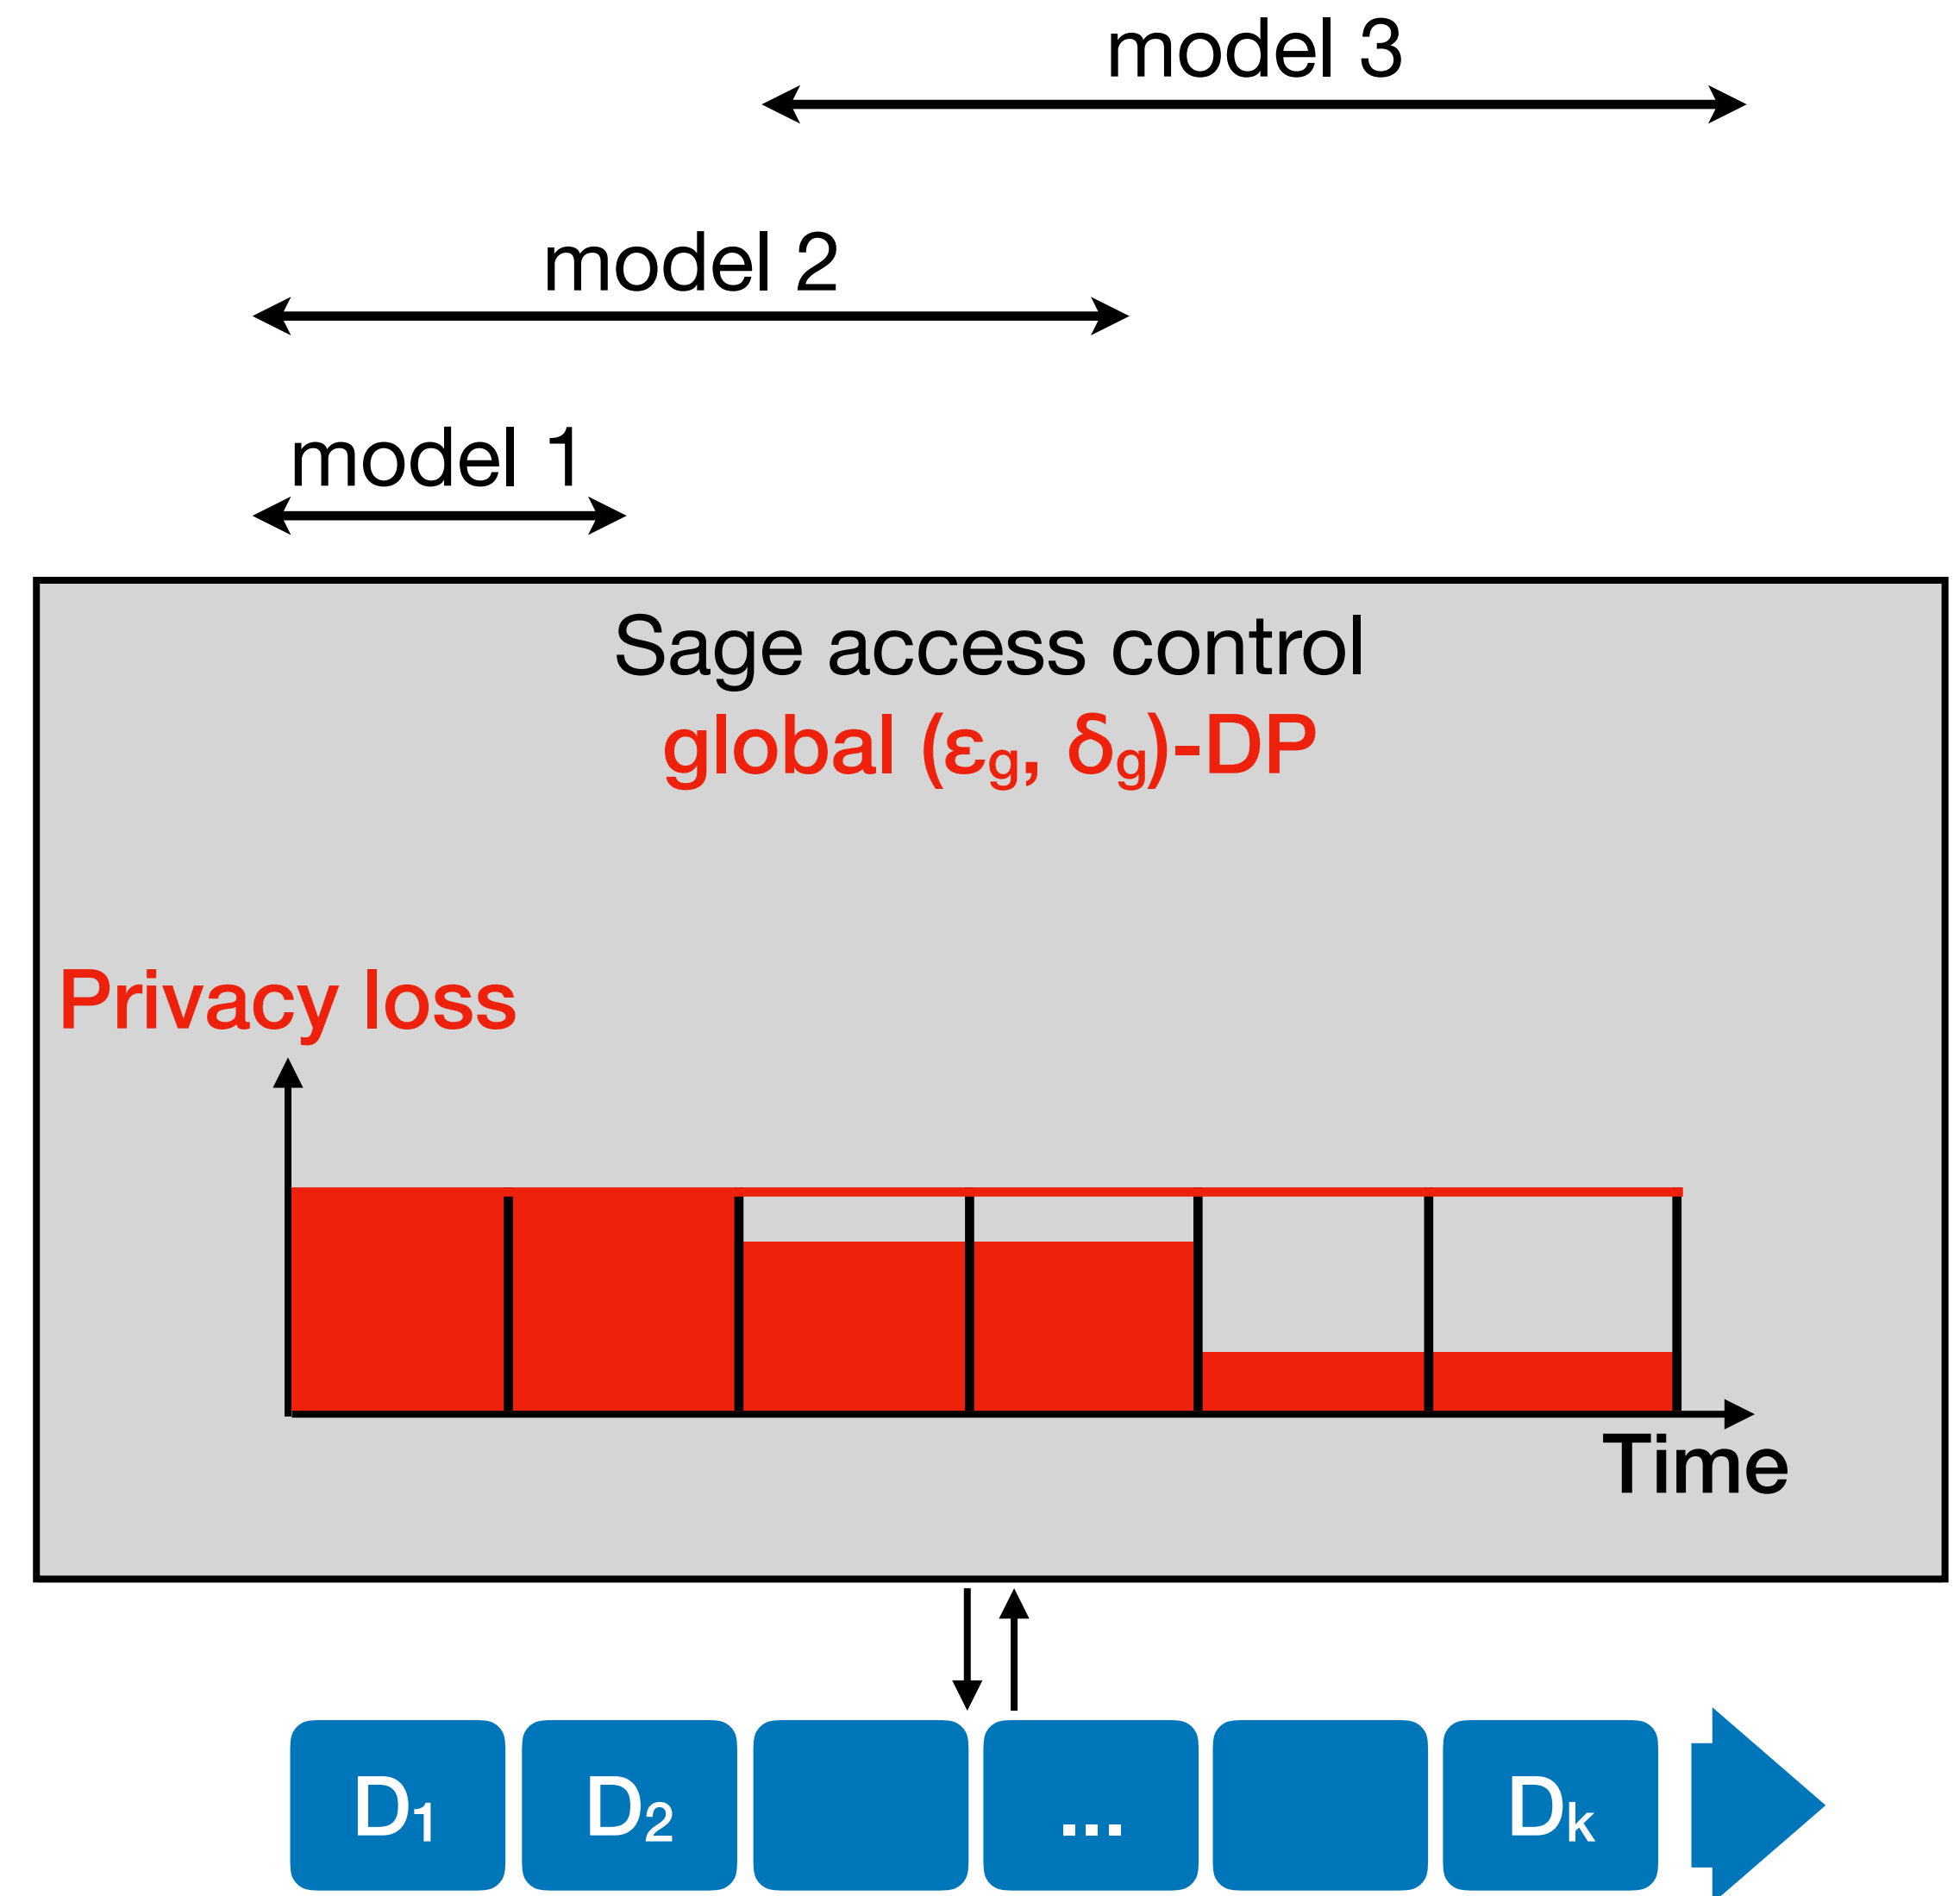 model 3
model 2
model 1
Sage access control
global (εg, δg)-DP
Privacy loss
Time
D1 D2 ... Dk